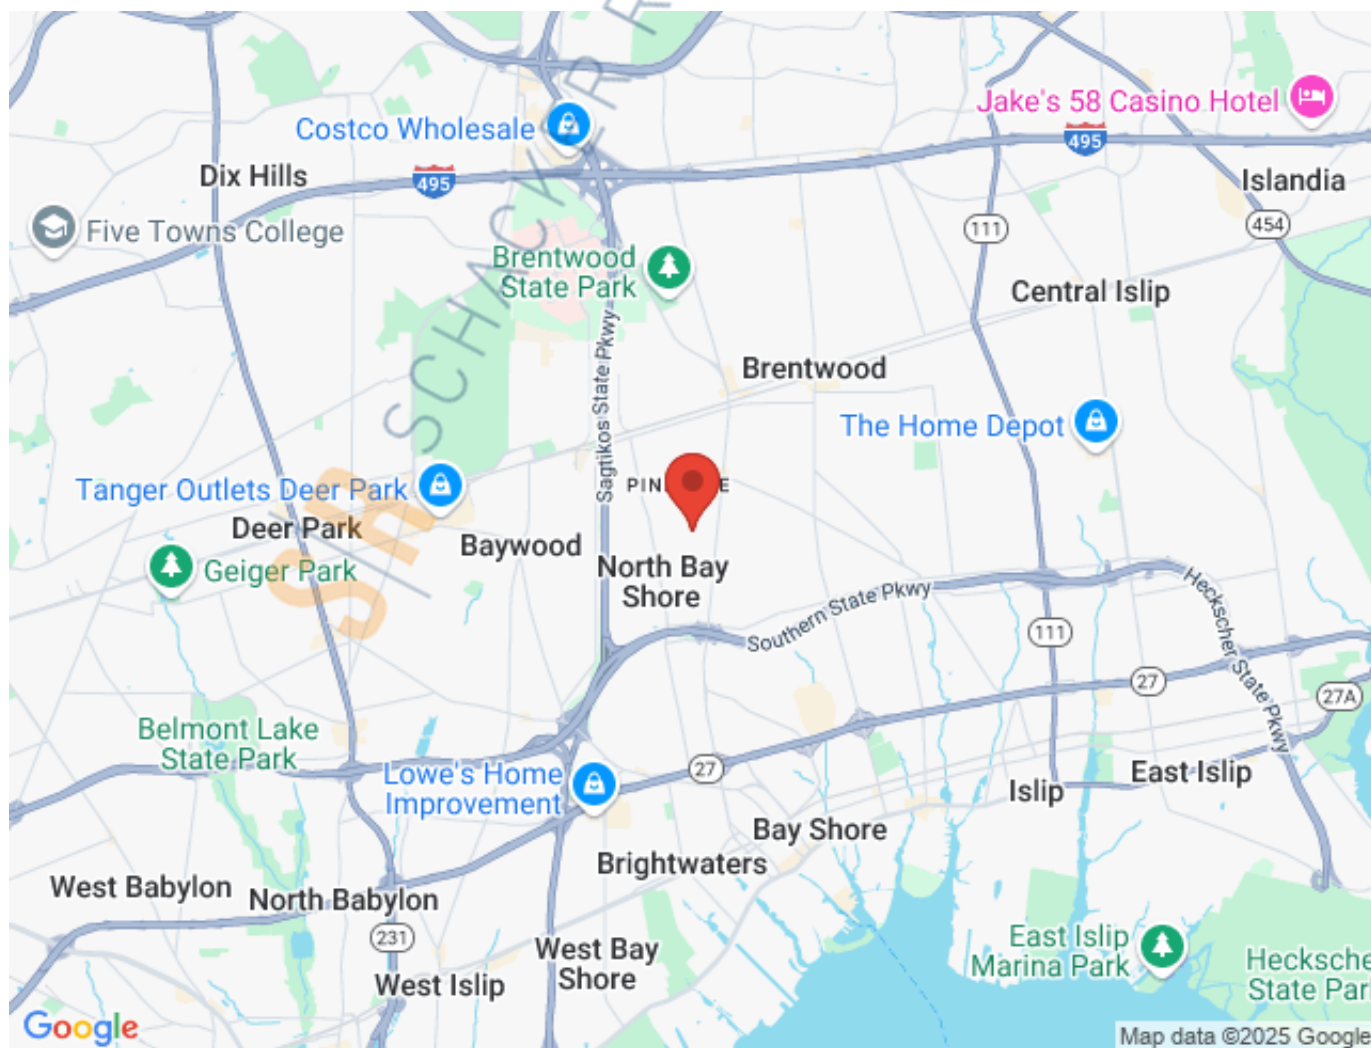 Jake's 58 Casino Hotel
Costco Wholesale
495
Dix Hills
495
Islandia
Five Towns College
111
454
Brentwood
State Park
Central Islip
SCHACKER R
Sagtikos State Pkwy
Brentwood
The Home Depot
Tanger Outlets Deer Park
Deer Park
Baywood
Geiger Park
SIR
North Bay
Shore
Southern State Pkwy
Heckscher State Pkwy
111
27
27A
Belmont Lake
State Park
Lowe's Home
Improvement
27
Islip
East Islip
Bay Shore
Brightwaters
West Babylon
North Babylon
231
West Bay
Shore
West Islip
East Islip
Marina Park
Hecksche
State Par
Google
Map data ©2025 Google